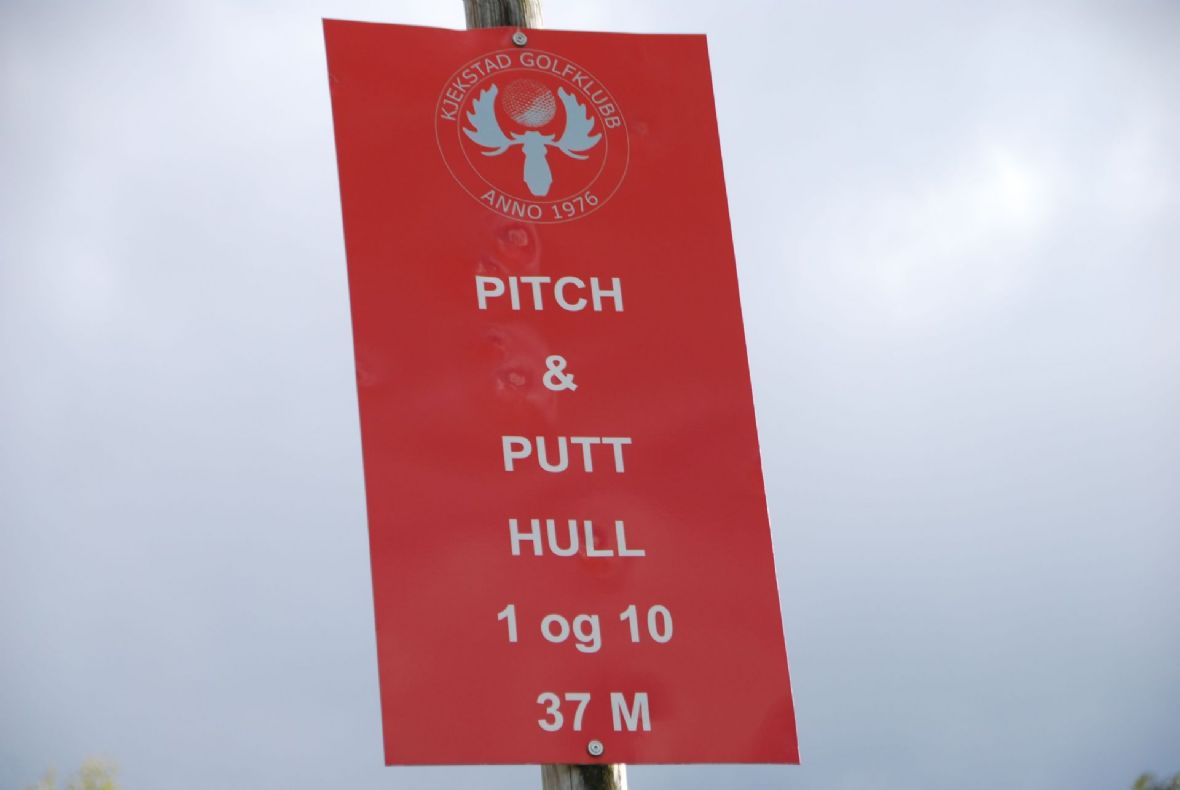 KJEKSTAD GOLFKLUBB
ANNO 1976
PITCH
&
PUTT
HULL
1 og 10
37 M